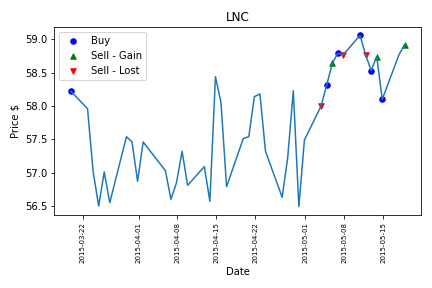 LNC
Buy
Sell - Gain
Sell - Lost
Price $
59.0
58.5
58.0
57.5
57.0
56.5
2015-03-22
2015-04-01
2015-04-08
2015-04-15
2015-04-22
2015-05-01
2015-05-08
2015-05-15
Date